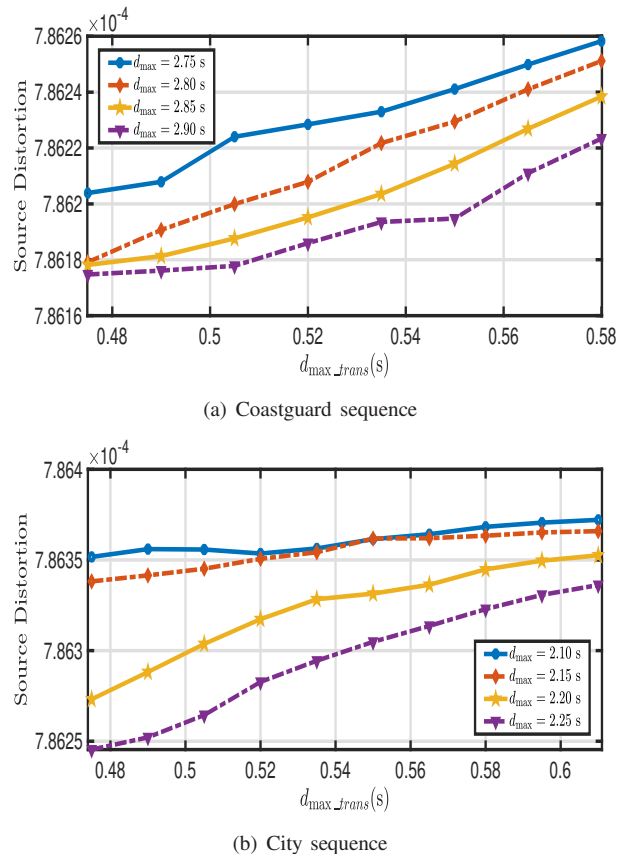 ×10⁻⁴
7.8626
7.8624
7.8622
7.862
7.8618
7.8616
Source Distortion
d_max = 2.75 s
d_max = 2.80 s
d_max = 2.85 s
d_max = 2.90 s
0.48 0.5 0.52 0.54 0.56 0.58
d_max_trans(s)
(a) Coastguard sequence
×10⁻⁴
7.864
7.8635
7.863
7.8625
Source Distortion
d_max = 2.10 s
d_max = 2.15 s
d_max = 2.20 s
d_max = 2.25 s
0.48 0.5 0.52 0.54 0.56 0.58 0.6
d_max_trans(s)
(b) City sequence